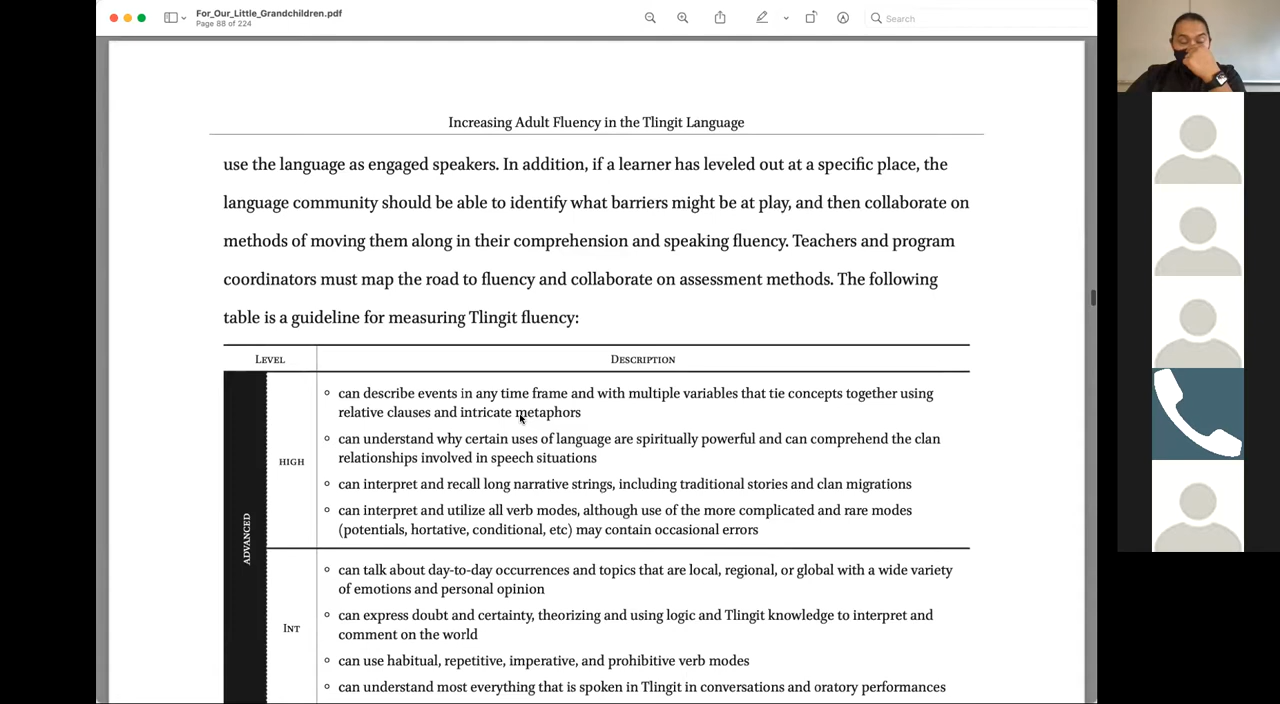 For_Our_Little_Grandchildren.pdf
Page 88 of 224
Search
Increasing Adult Fluency in the Tlingit Language
use the language as engaged speakers. In addition, if a learner has leveled out at a specific place, the
language community should be able to identify what barriers might be at play, and then collaborate on
methods of moving them along in their comprehension and speaking fluency. Teachers and program
coordinators must map the road to fluency and collaborate on assessment methods. The following
table is a guideline for measuring Tlingit fluency:
Level
Description
ADVANCED
HIGH
can describe events in any time frame and with multiple variables that tie concepts together using
relative clauses and intricate metaphors
can understand why certain uses of language are spiritually powerful and can comprehend the clan
relationships involved in speech situations
can interpret and recall long narrative strings, including traditional stories and clan migrations
can interpret and utilize all verb modes, although use of the more complicated and rare modes
(potentials, hortative, conditional, etc) may contain occasional errors
Int
can talk about day-to-day occurrences and topics that are local, regional, or global with a wide variety
of emotions and personal opinion
can express doubt and certainty, theorizing and using logic and Tlingit knowledge to interpret and
comment on the world
can use habitual, repetitive, imperative, and prohibitive verb modes
can understand most everything that is spoken in Tlingit in conversations and oratory performances